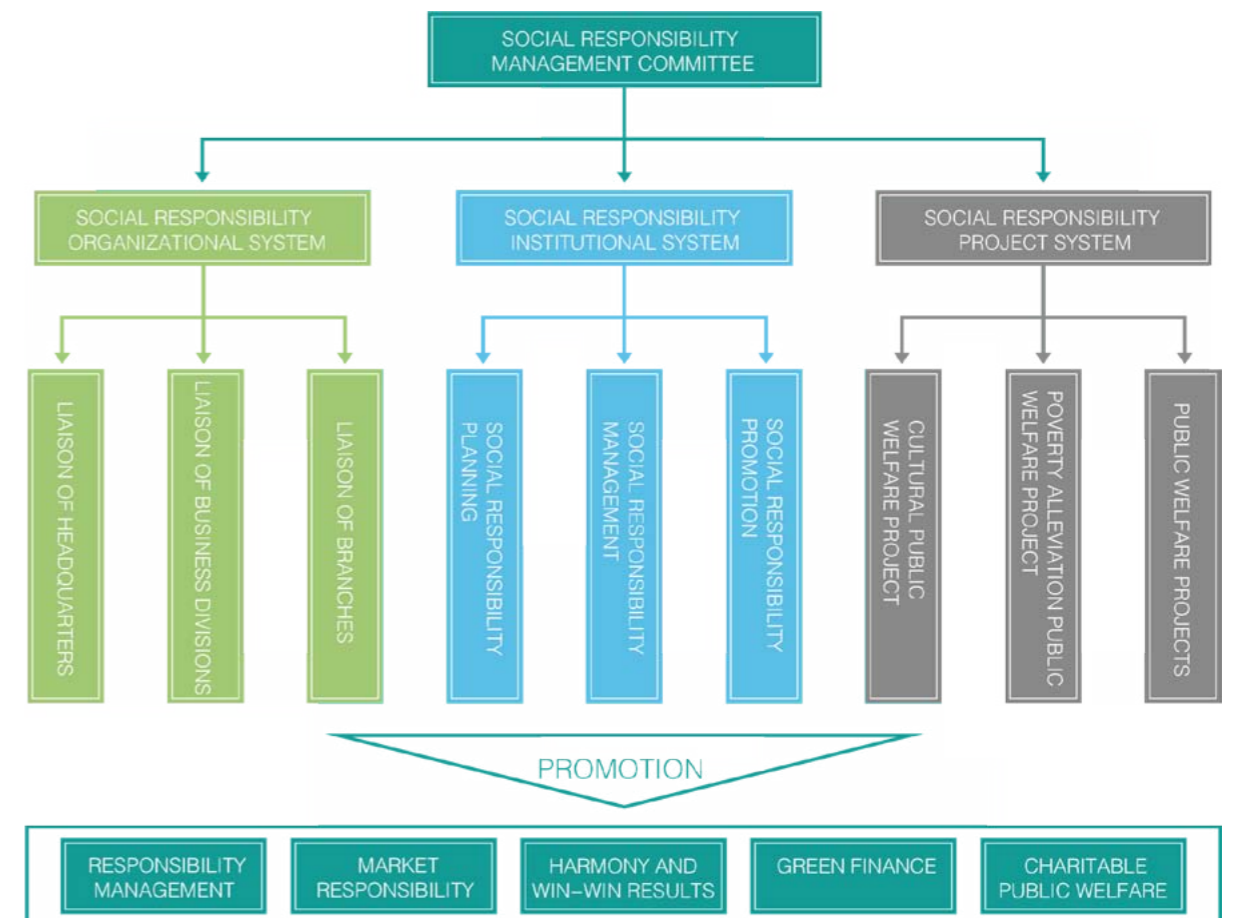 SOCIAL RESPONSIBILITY
MANAGEMENT COMMITTEE
SOCIAL RESPONSIBILITY
ORGANIZATIONAL SYSTEM
SOCIAL RESPONSIBILITY
INSTITUTIONAL SYSTEM
SOCIAL RESPONSIBILITY
PROJECT SYSTEM
LIAISON OF HEADQUARTERS
LIAISON OF BUSINESS DIVISIONS
LIAISON OF BRANCHES
SOCIAL RESPONSIBILITY
PLANNING
SOCIAL RESPONSIBILITY
MANAGEMENT
SOCIAL RESPONSIBILITY
PROMOTION
CULTURAL PUBLIC
WELFARE PROJECT
POVERTY ALLEVIATION PUBLIC
WELFARE PROJECT
PUBLIC WELFARE PROJECTS
PROMOTION
RESPONSIBILITY
MANAGEMENT
MARKET
RESPONSIBILITY
HARMONY AND
WIN-WIN RESULTS
GREEN FINANCE
CHARITABLE
PUBLIC WELFARE